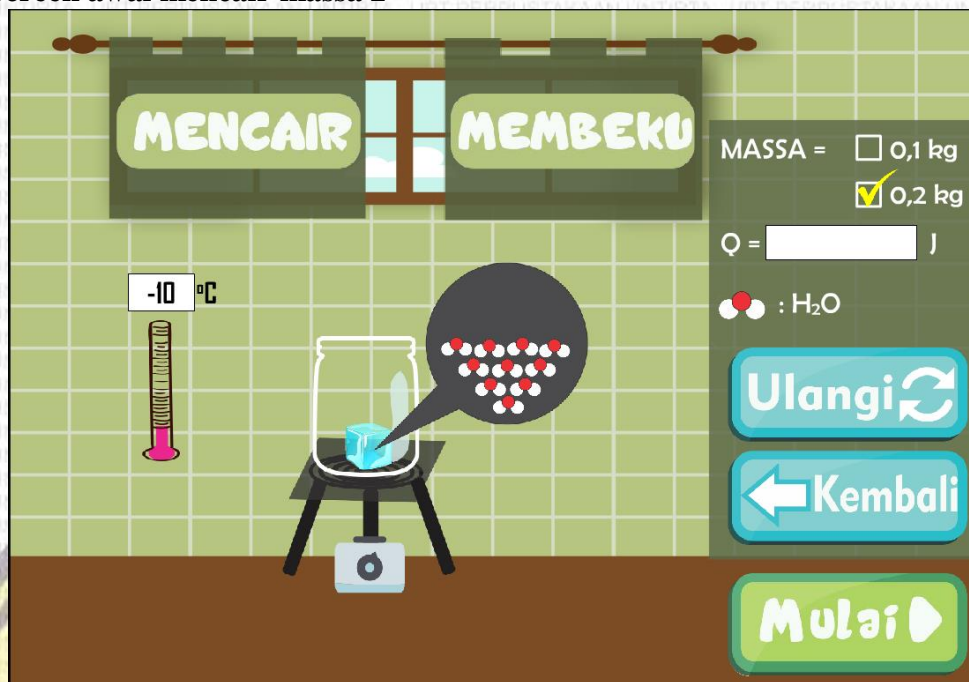 MENCAIR
MEMBEKU
MASSA = 0,1 kg
0,2 kg
Q = J
-10 °C
: H₂O
Ulangi
Kembali
Mulai